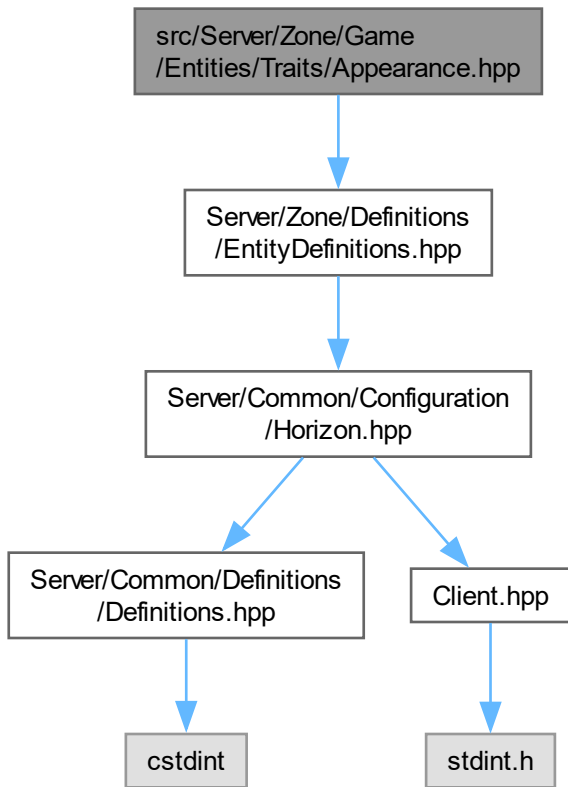 src/Server/Zone/Game
/Entities/Traits/Appearance.hpp
Server/Zone/Definitions
/EntityDefinitions.hpp
Server/Common/Configuration
/Horizon.hpp
Server/Common/Definitions
/Definitions.hpp
Client.hpp
cstdint
stdint.h